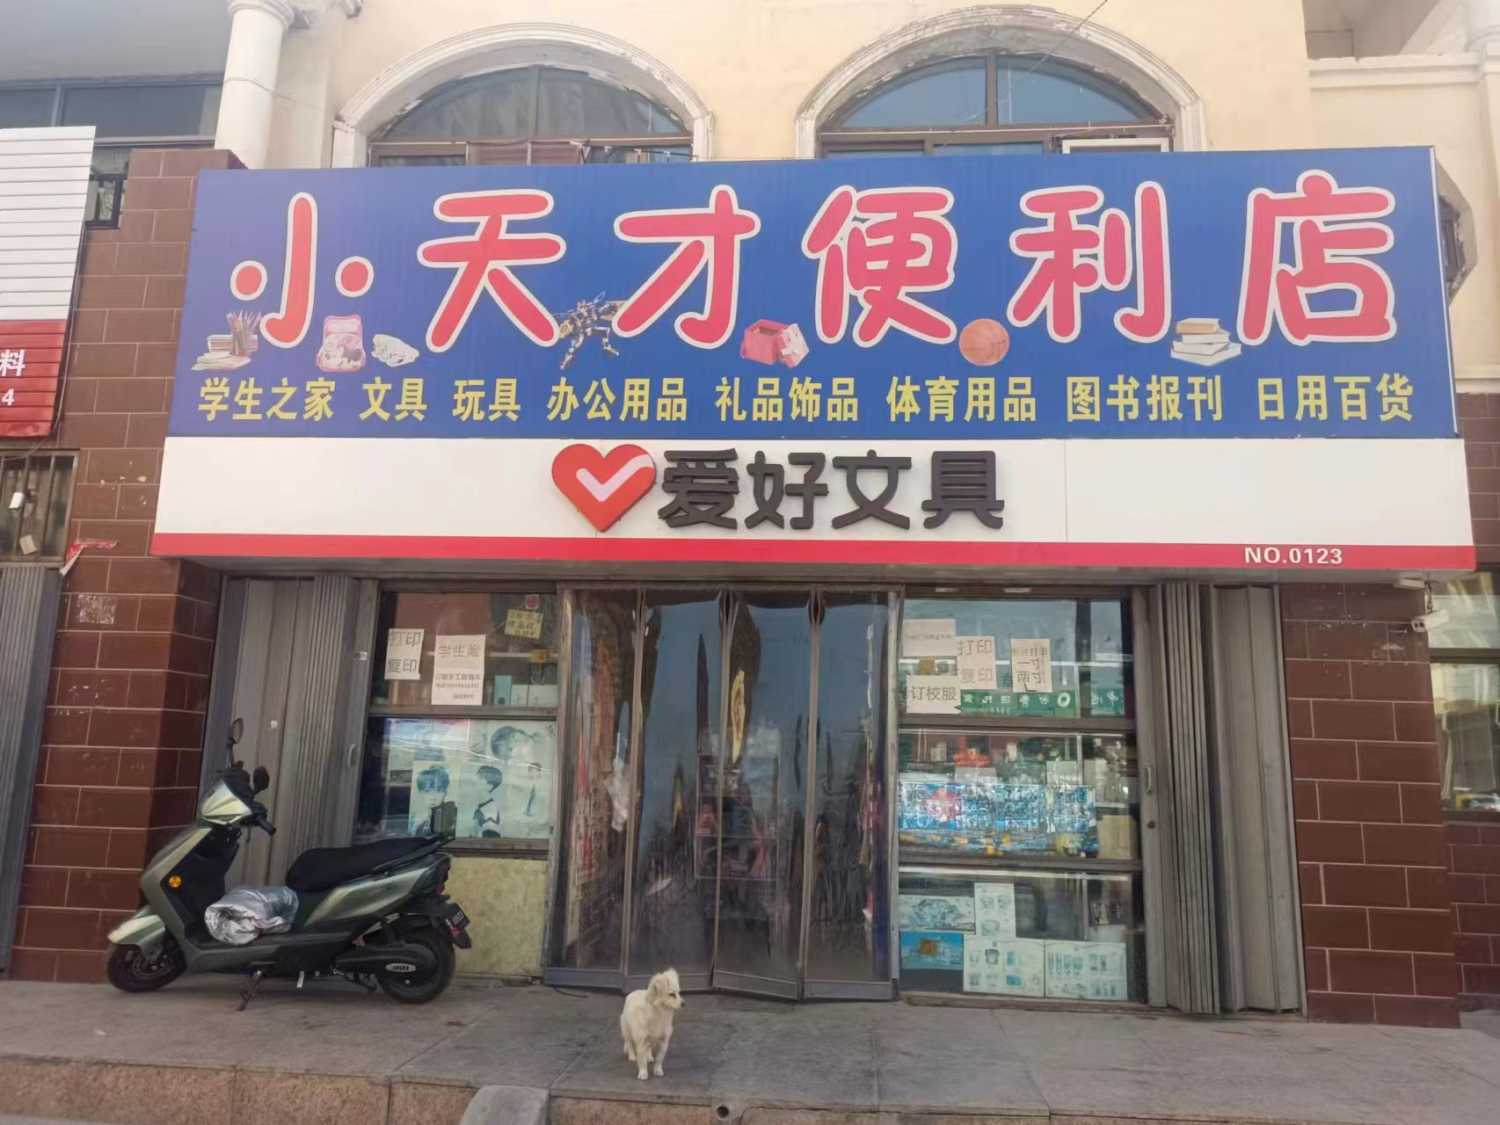 小天才便利店
学生之家 文具 玩具 办公用品 礼品饰品 体育用品 图书报刊 日用百货
爱好文具
NO.0123
料
4
打印
复印
学生
打印
复印
一寸
两寸
订校服